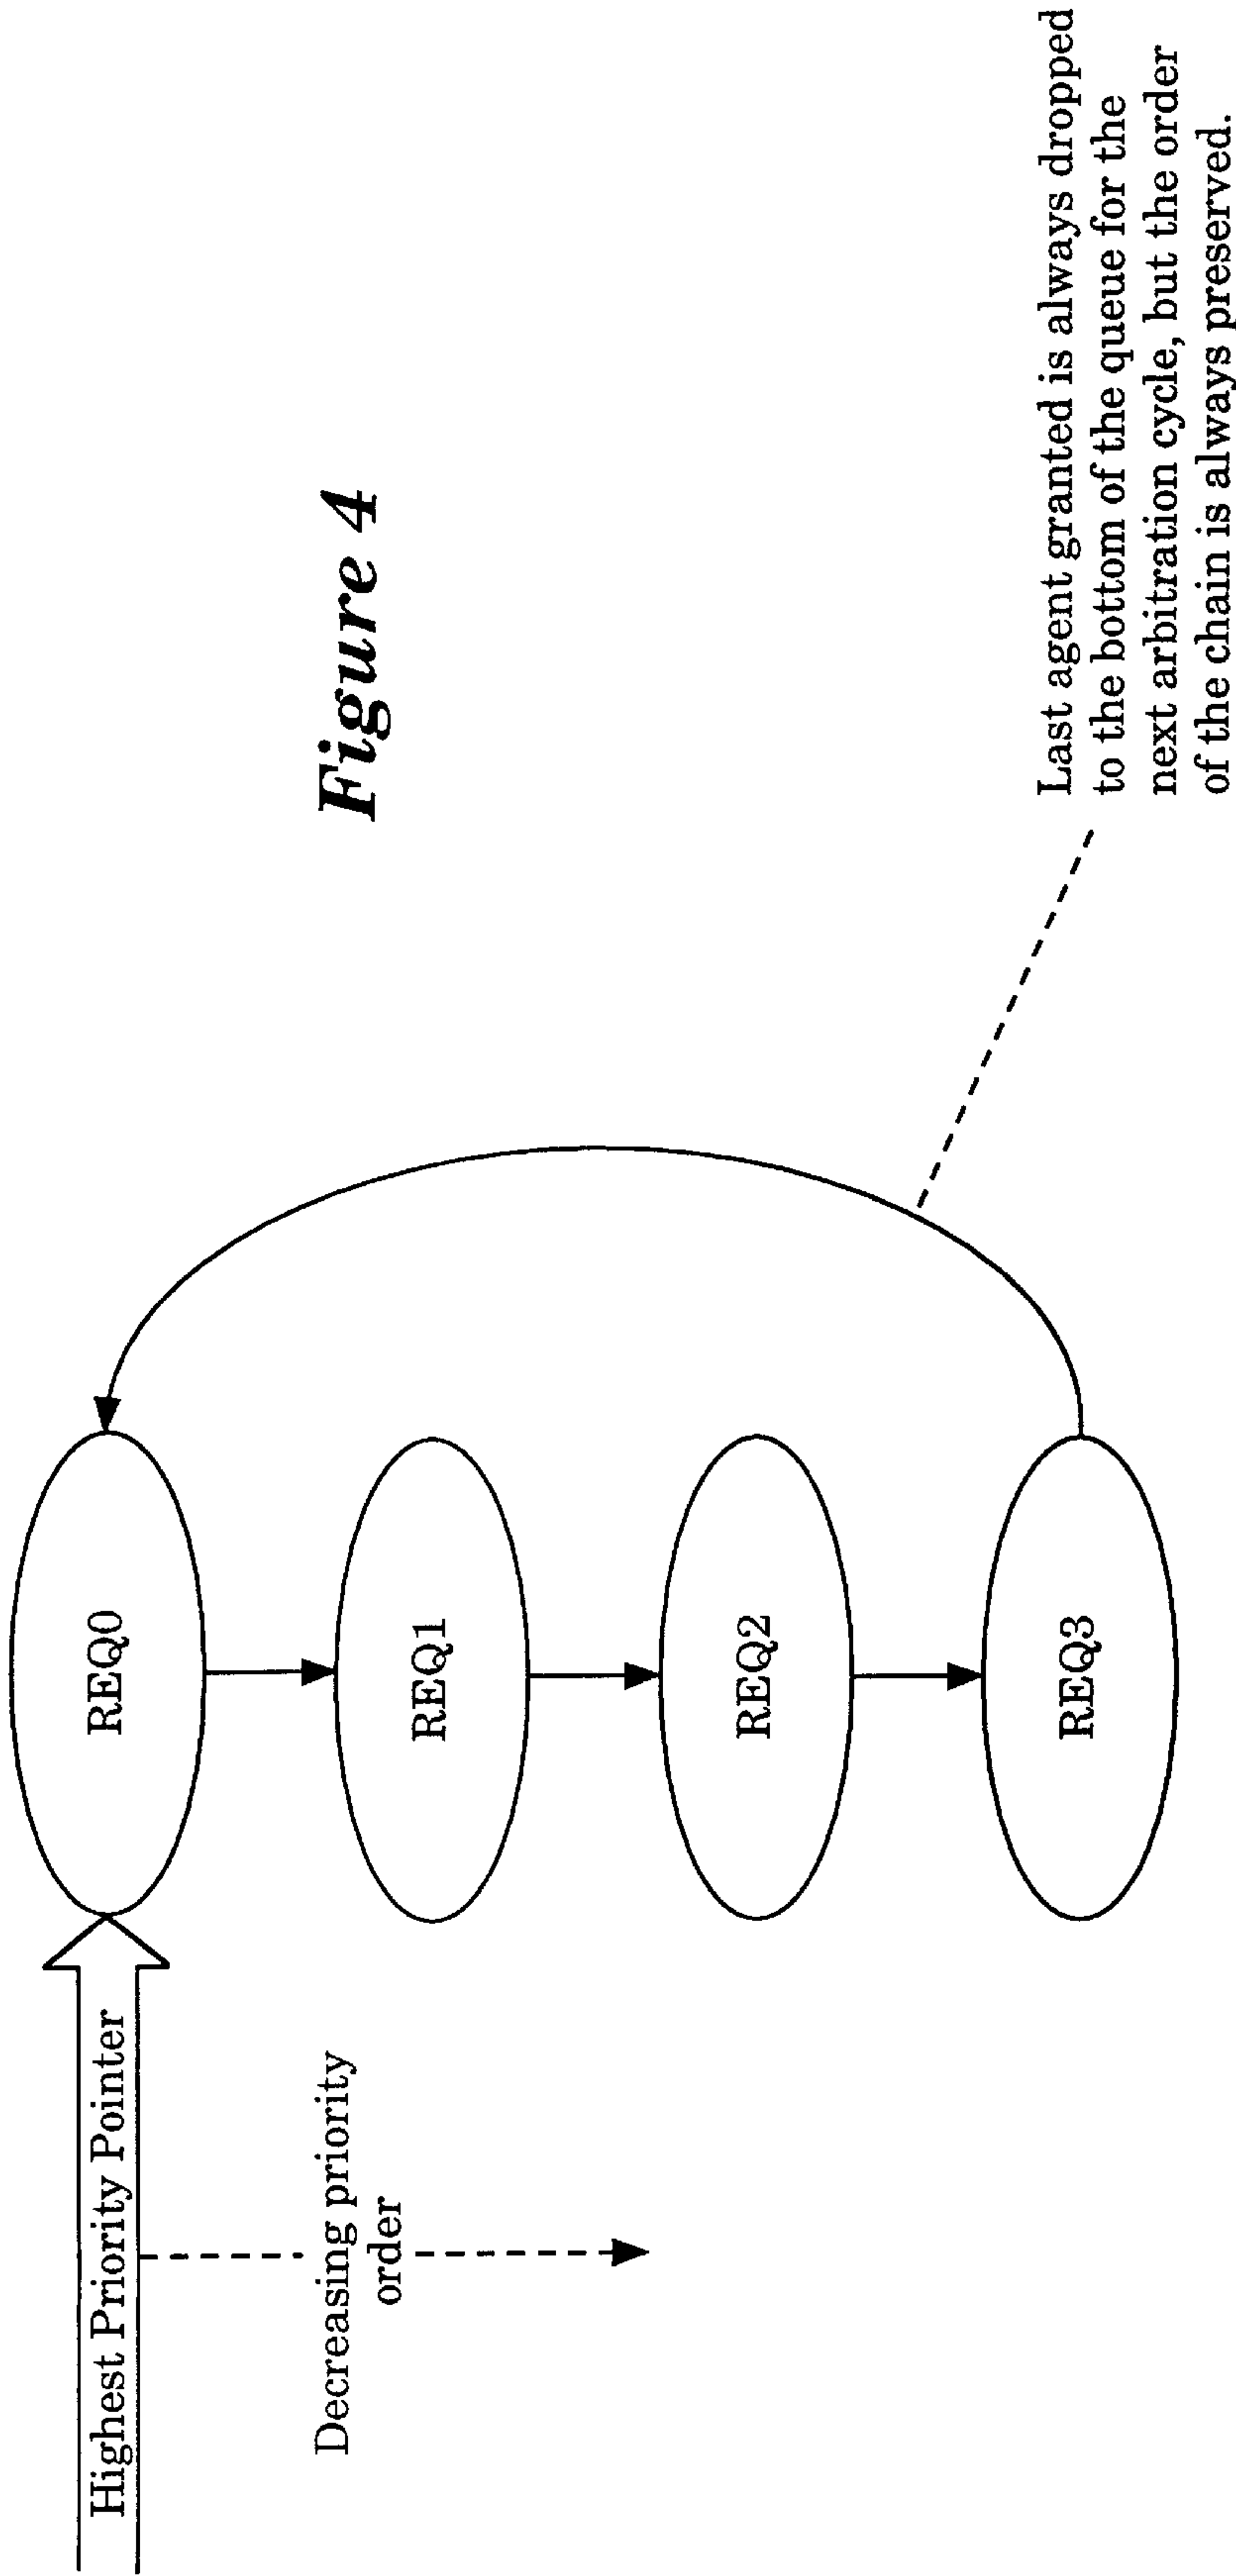 Highest Priority Pointer
Decreasing priority
order
REQ0
REQ1
REQ2
REQ3
Figure 4
Last agent granted is always dropped
to the bottom of the queue for the
next arbitration cycle, but the order
of the chain is always preserved.